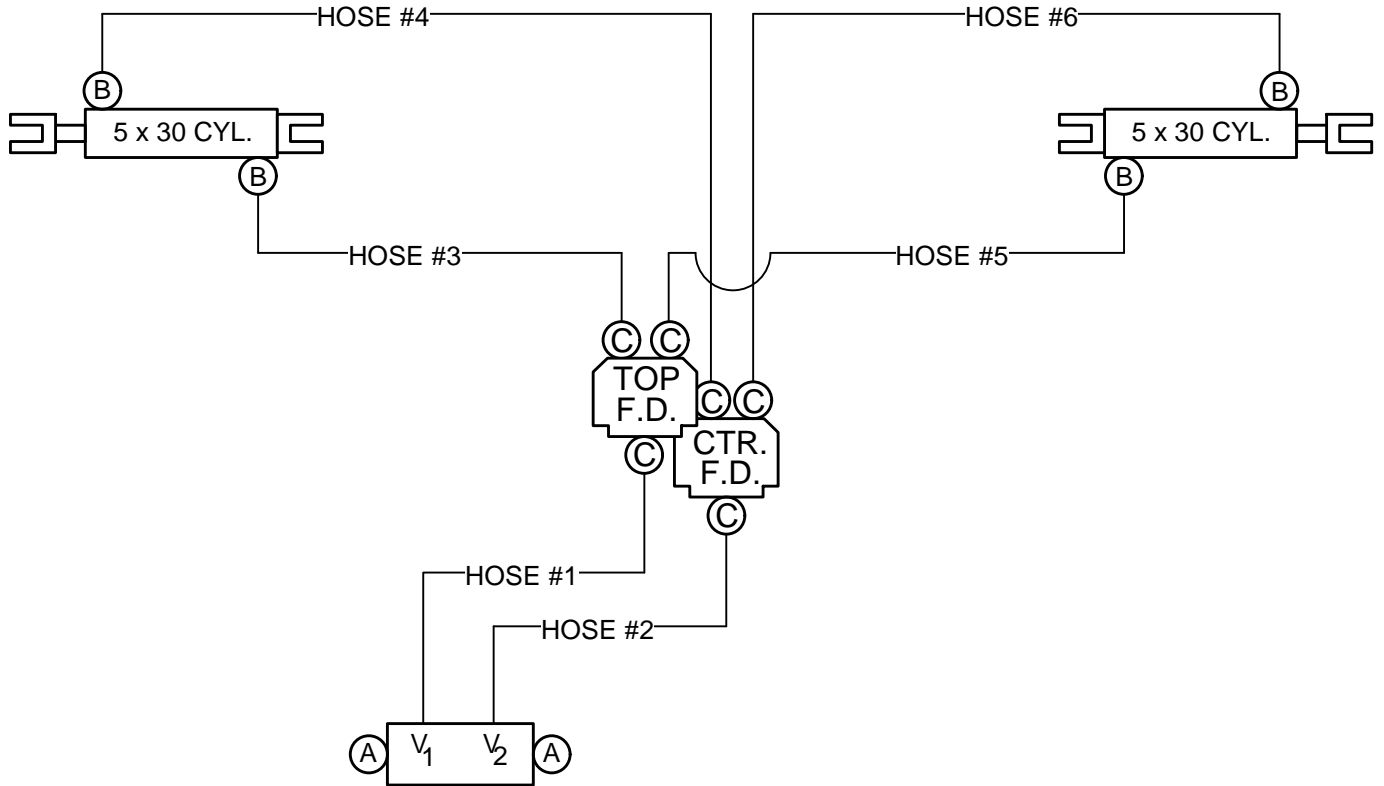 HOSE #4
HOSE #6
B
B
5 x 30 CYL.
5 x 30 CYL.
B
B
HOSE #3
HOSE #5
C
C
TOP
F.D.
C
C
C
CTR.
F.D.
C
HOSE #1
HOSE #2
A
V1
V2
A